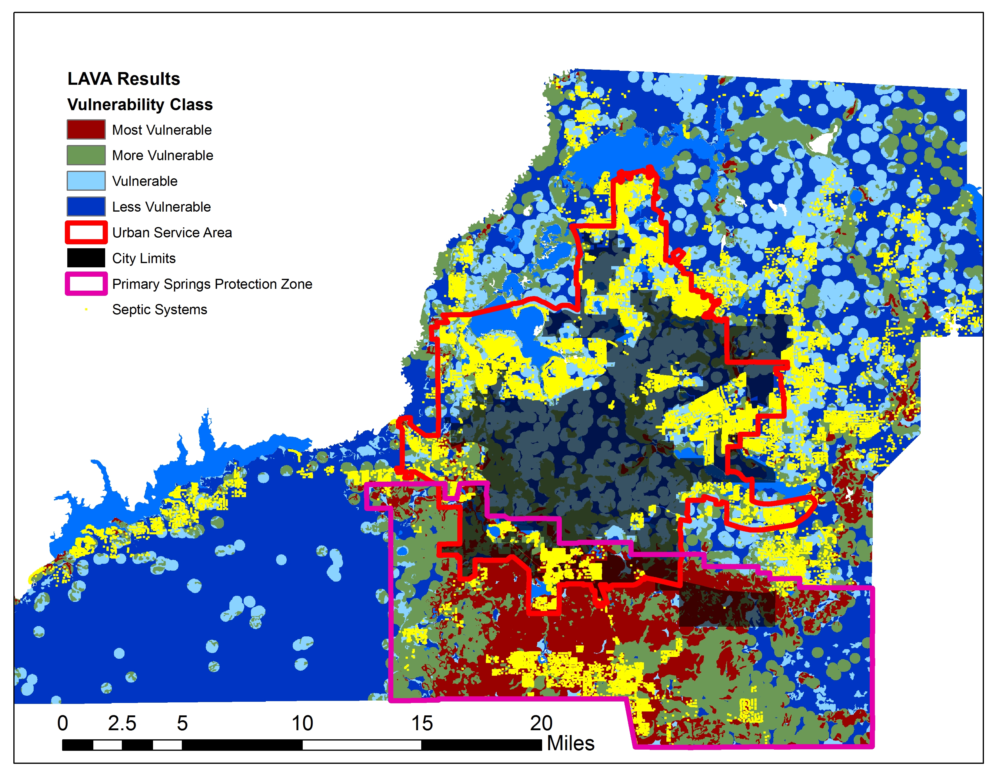 LAVA Results
Vulnerability Class
Most Vulnerable
More Vulnerable
Vulnerable
Less Vulnerable
Urban Service Area
City Limits
Primary Springs Protection Zone
Septic Systems
0 2.5 5 10 15 20
Miles